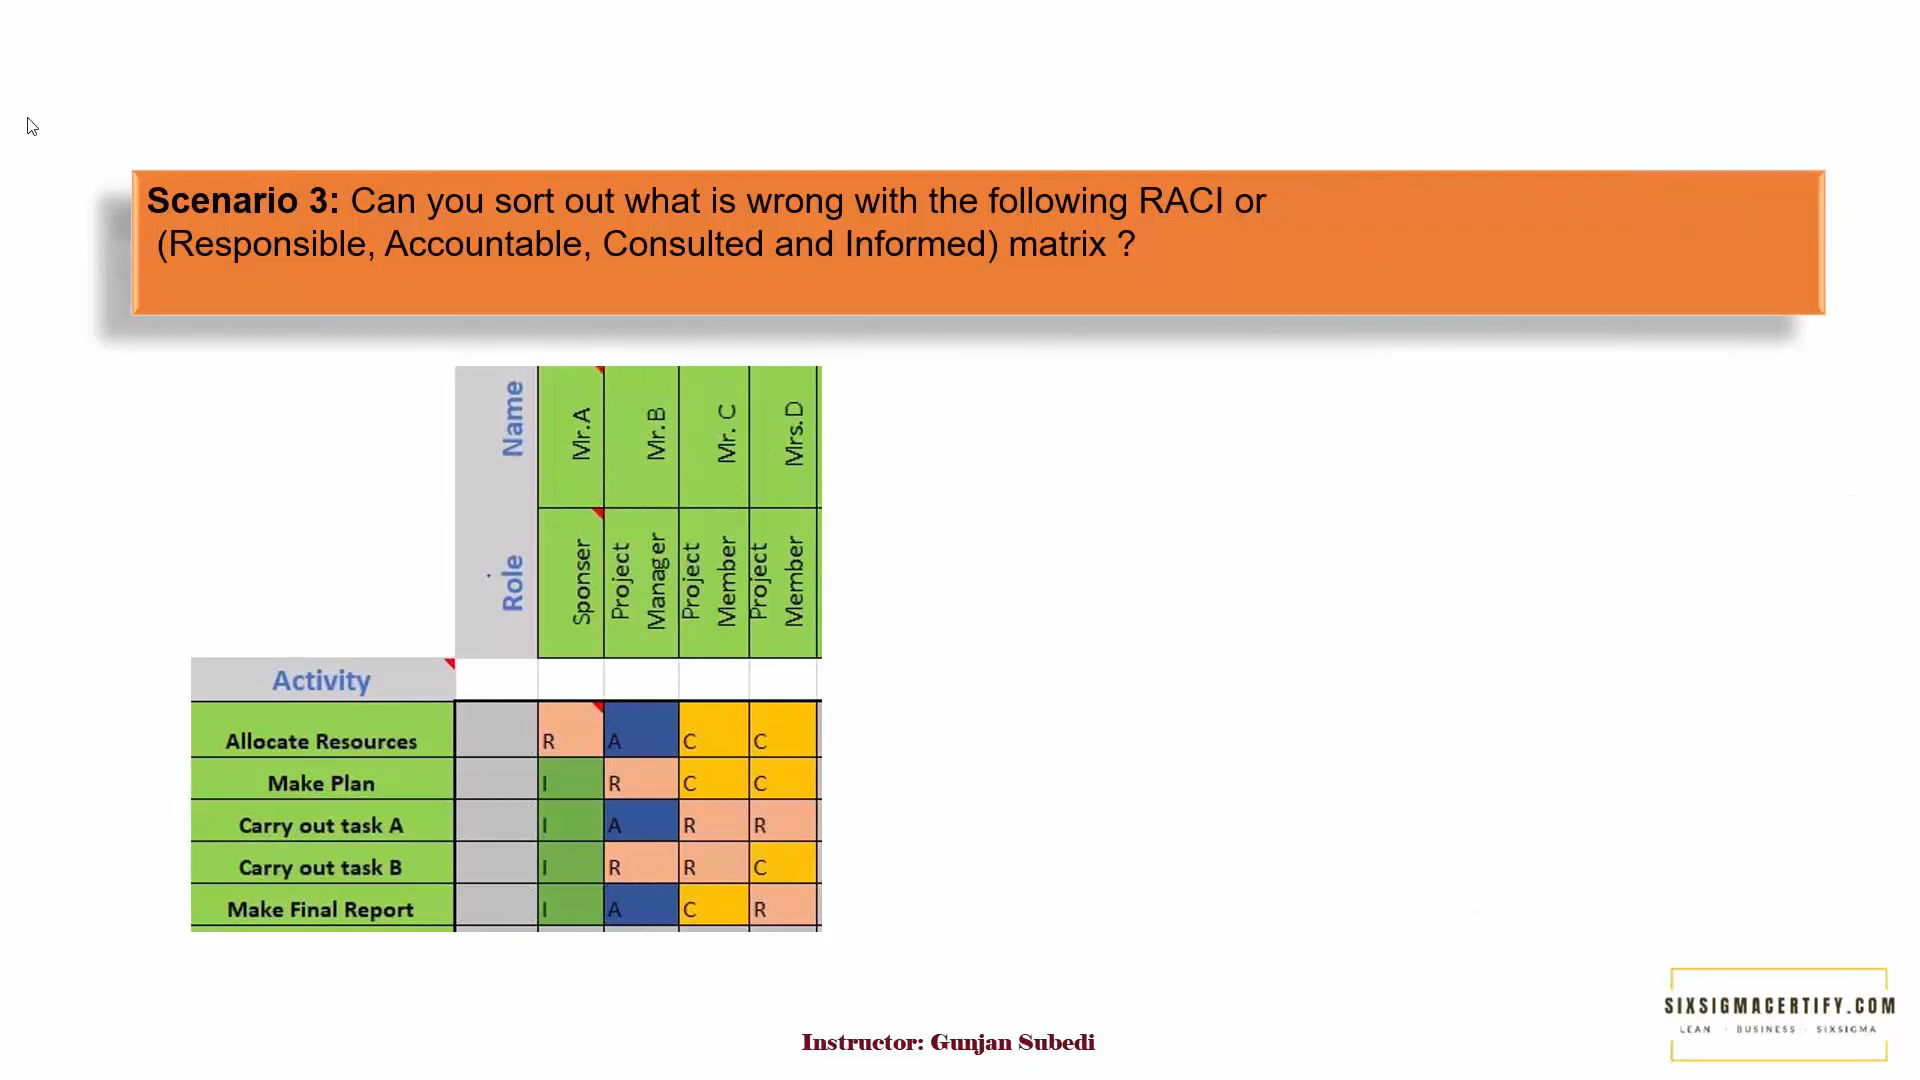 Scenario 3: Can you sort out what is wrong with the following RACI or
(Responsible, Accountable, Consulted and Informed) matrix ?
Name Mr.A Mr.B Mr. C Mrs.D
Role Sponser Project Manager Project Member Project Member
Activity
Allocate Resources R A C C
Make Plan I R C C
Carry out task A I A R R
Carry out task B I R R C
Make Final Report I A C R
SIXSIGMACERTIFY.COM
LEAN · BUSINESS · SIXSIGMA
Instructor: Gunjan Subedi